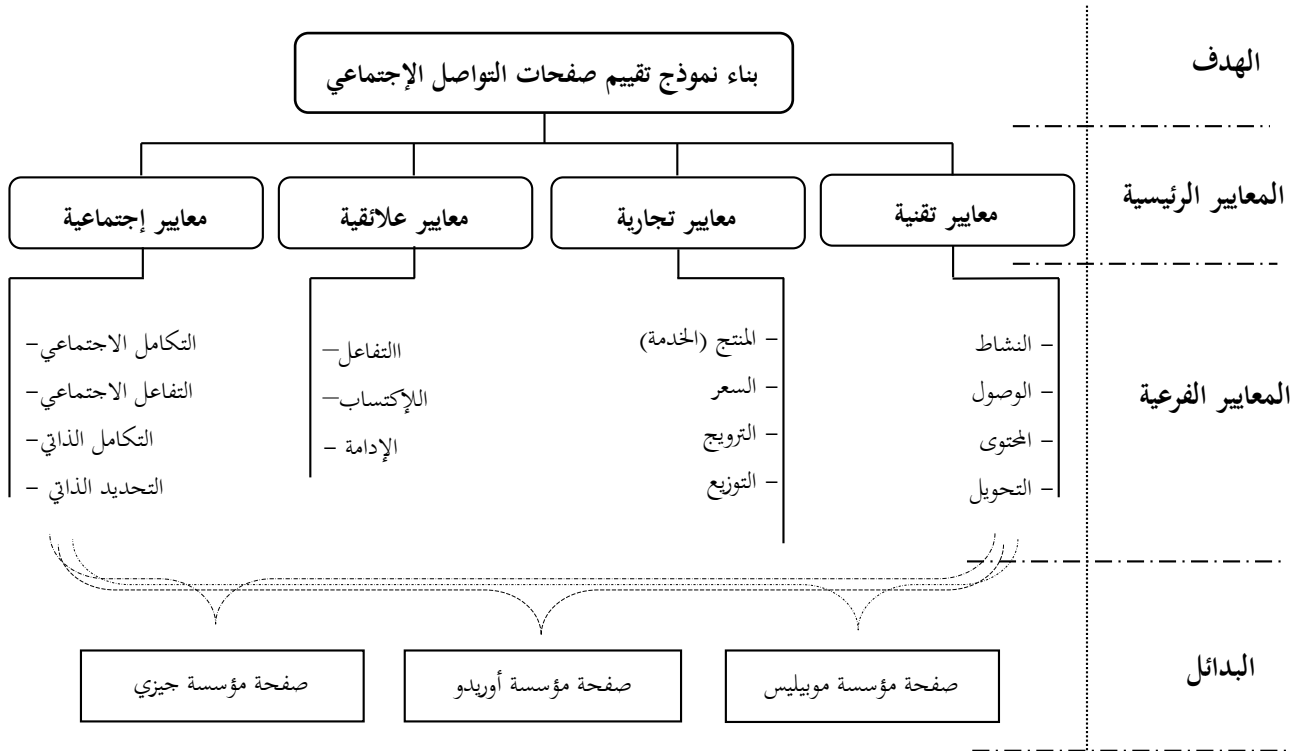 الهدف
بناء نموذج تقييم صفحات التواصل الإجتماعي
المعايير الرئيسية
معايير تقنية
معايير تجارية
معايير علائقية
معايير إجتماعية
المعايير الفرعية
- النشاط
- الوصول
- المحتوى
- التحويل
- المنتج (الخدمة)
- السعر
- الترويج
- التوزيع
االتفاعل-
اللإكتساب-
الإدامة -
التكامل الاجتماعي-
التفاعل الاجتماعي-
التكامل الذاتي-
التحديد الذاتي -
البدائل
صفحة مؤسسة موبيليس
صفحة مؤسسة أوريدو
صفحة مؤسسة جيزي